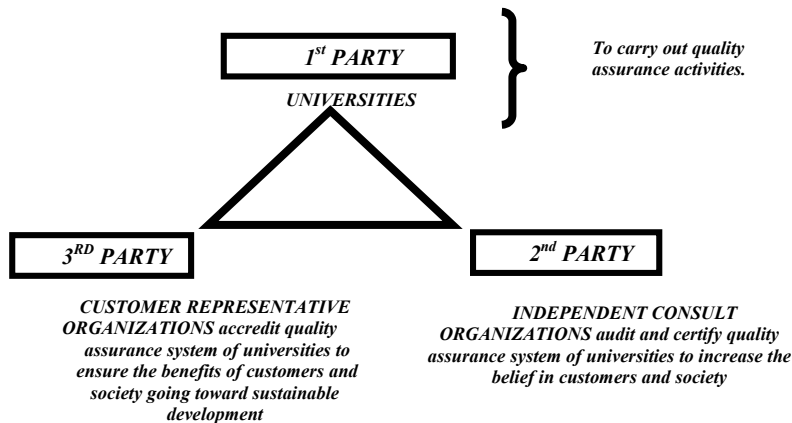 1st PARTY
To carry out quality
assurance activities.
UNIVERSITIES
3RD PARTY
2nd PARTY
CUSTOMER REPRESENTATIVE
ORGANIZATIONS accredit quality
assurance system of universities to
ensure the benefits of customers and
society going toward sustainable
development
INDEPENDENT CONSULT
ORGANIZATIONS audit and certify quality
assurance system of universities to increase the
belief in customers and society